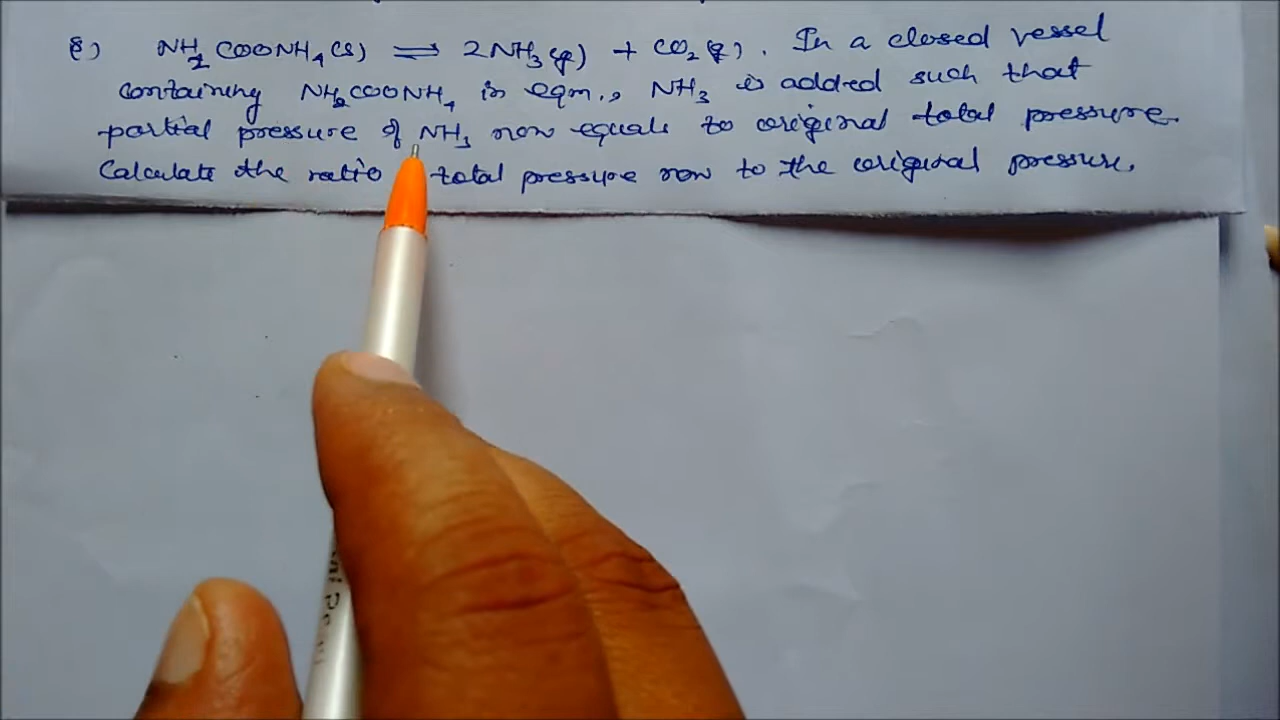 8) NH2COONH4(s) ⇌ 2NH3(g) + CO2(g). In a closed vessel
containing NH2COONH4 in eqm., NH3 is added such that
partial pressure of NH3 now equals to original total pressure.
Calculate the ratio total pressure now to the original pressure.